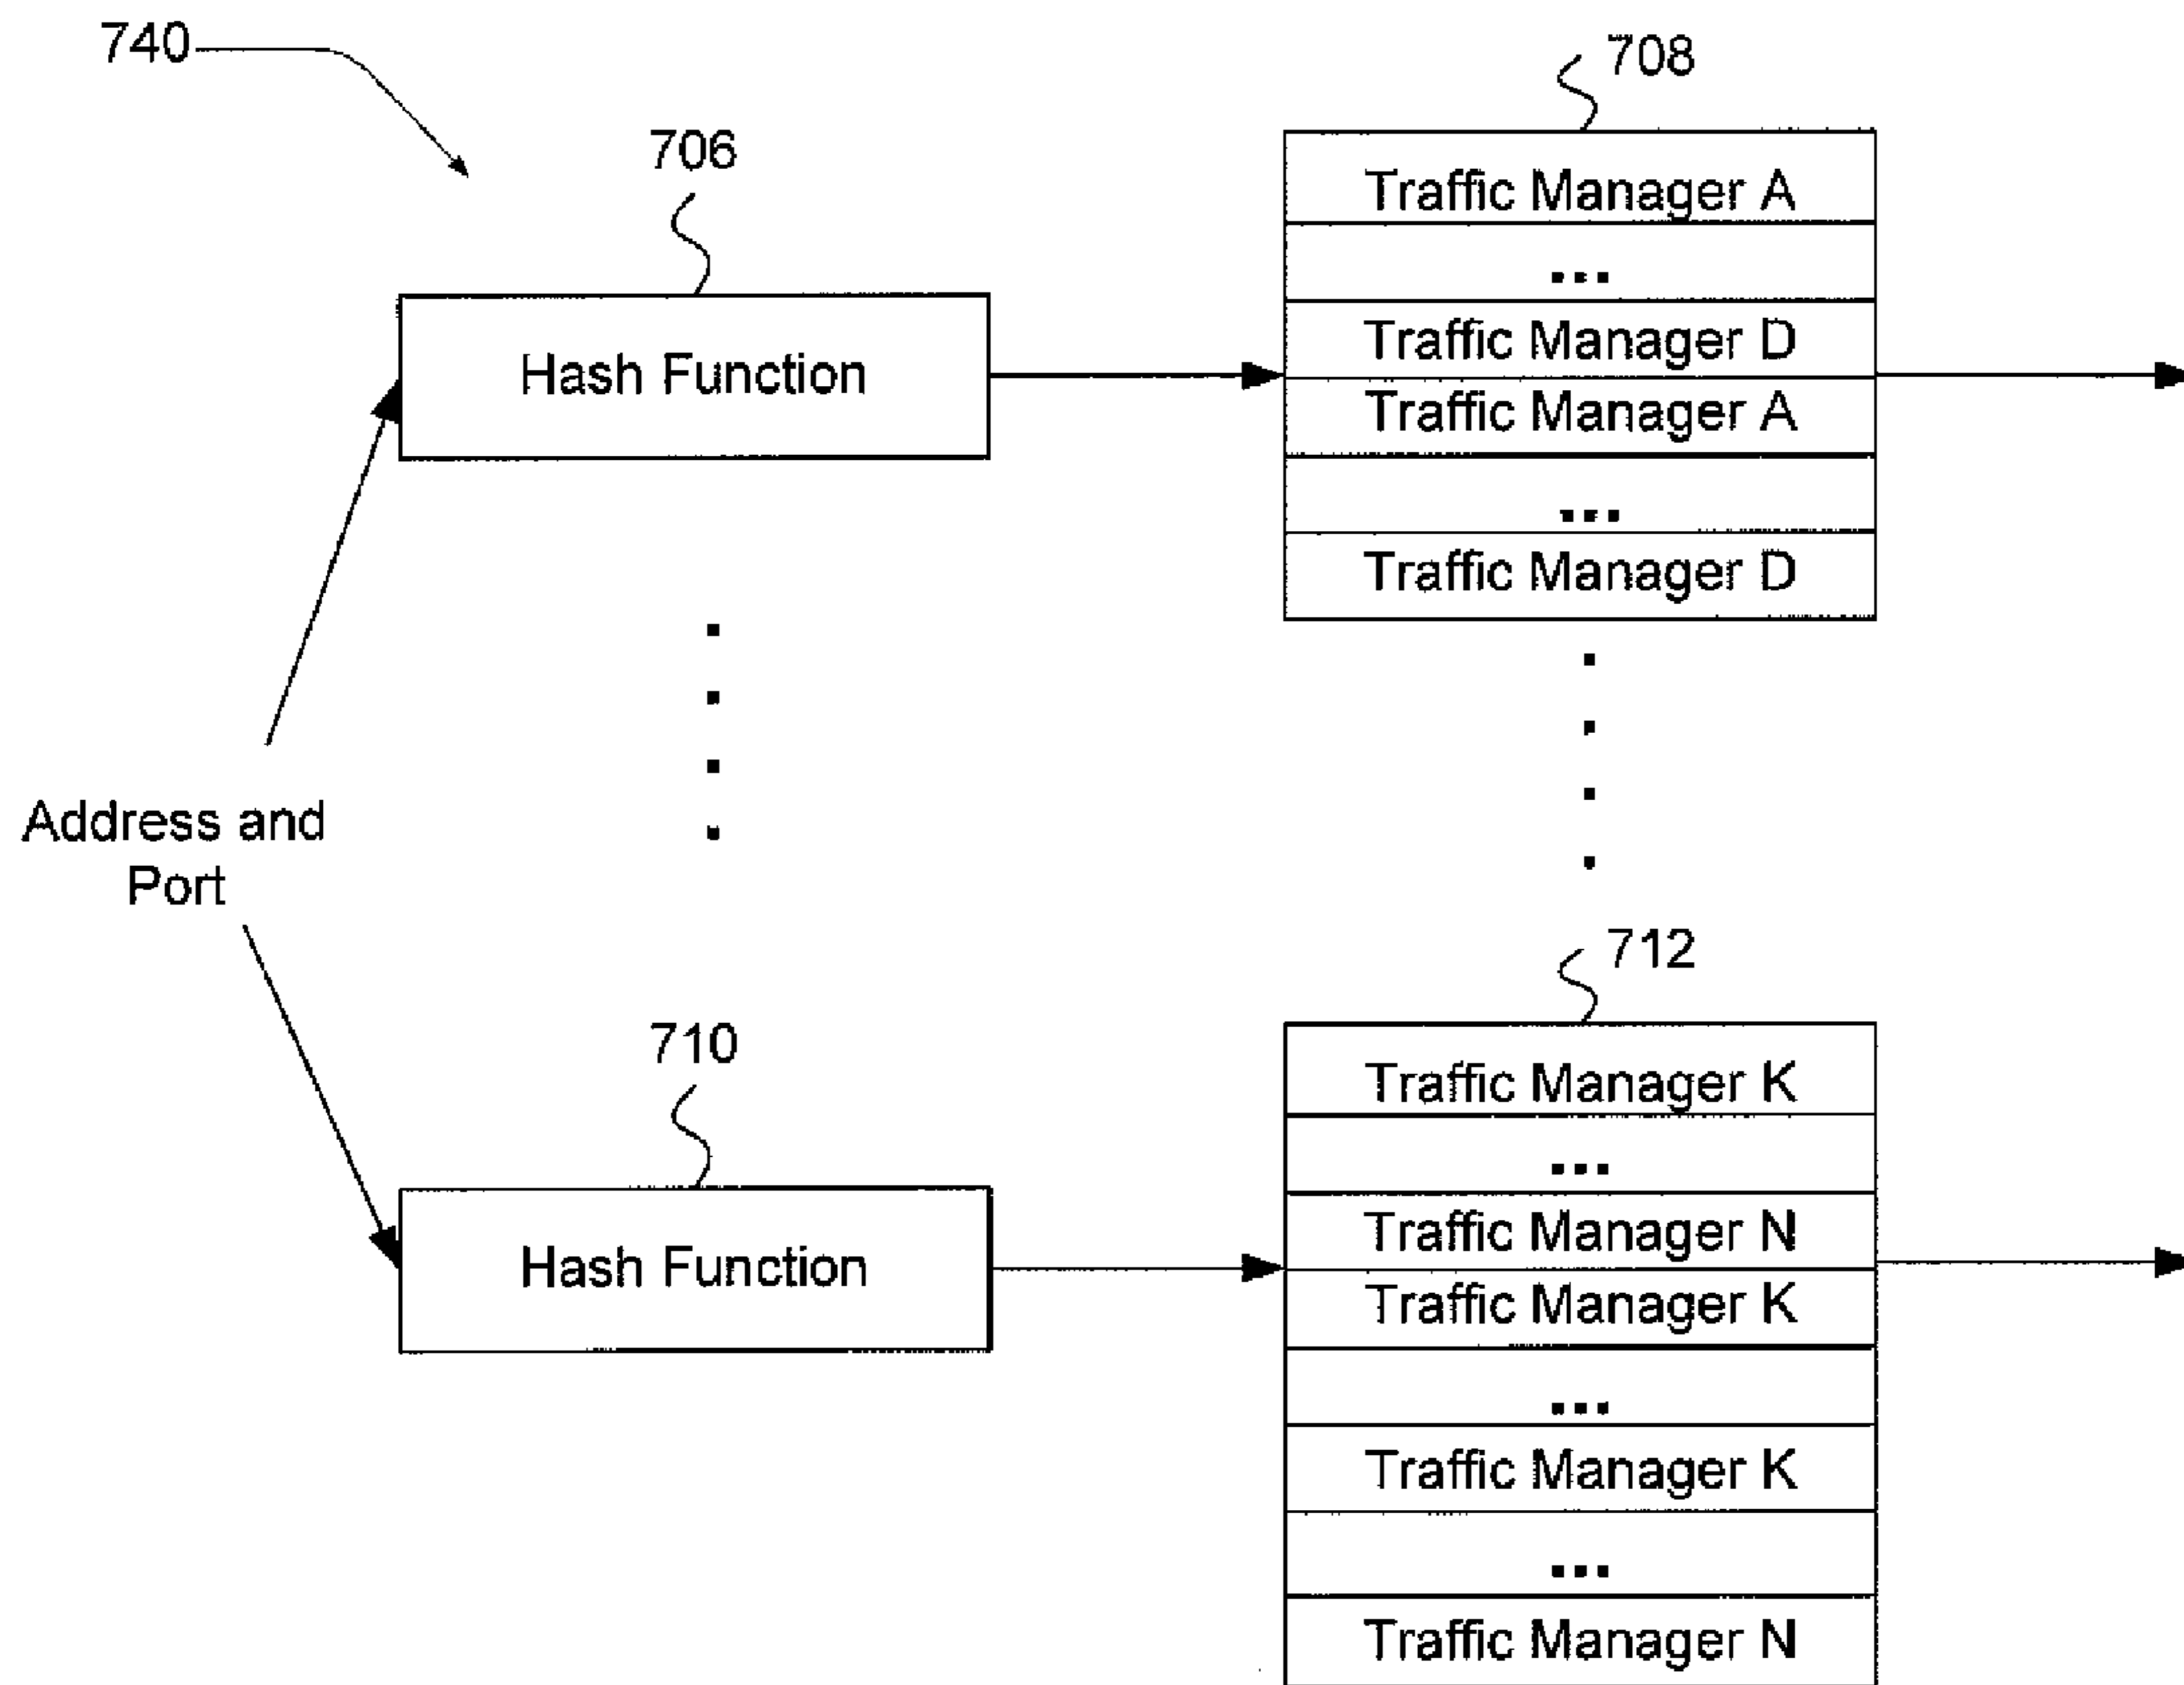 740
708
706
Traffic Manager A
...
Traffic Manager D
Hash Function
Traffic Manager A
...
Traffic Manager D
Address and
Port
712
710
Traffic Manager K
...
Traffic Manager N
Hash Function
Traffic Manager K
...
Traffic Manager K
...
Traffic Manager N